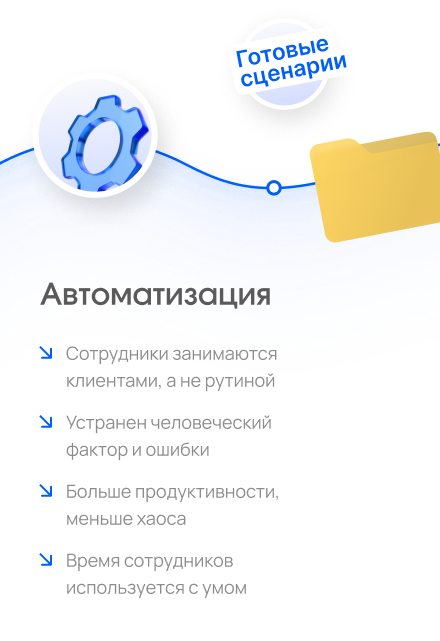 Готовые
сценарии
Автоматизация
Сотрудники занимаются
клиентами, а не рутиной
Устранен человеческий
фактор и ошибки
Больше продуктивности,
меньше хаоса
Время сотрудников
используется с умом